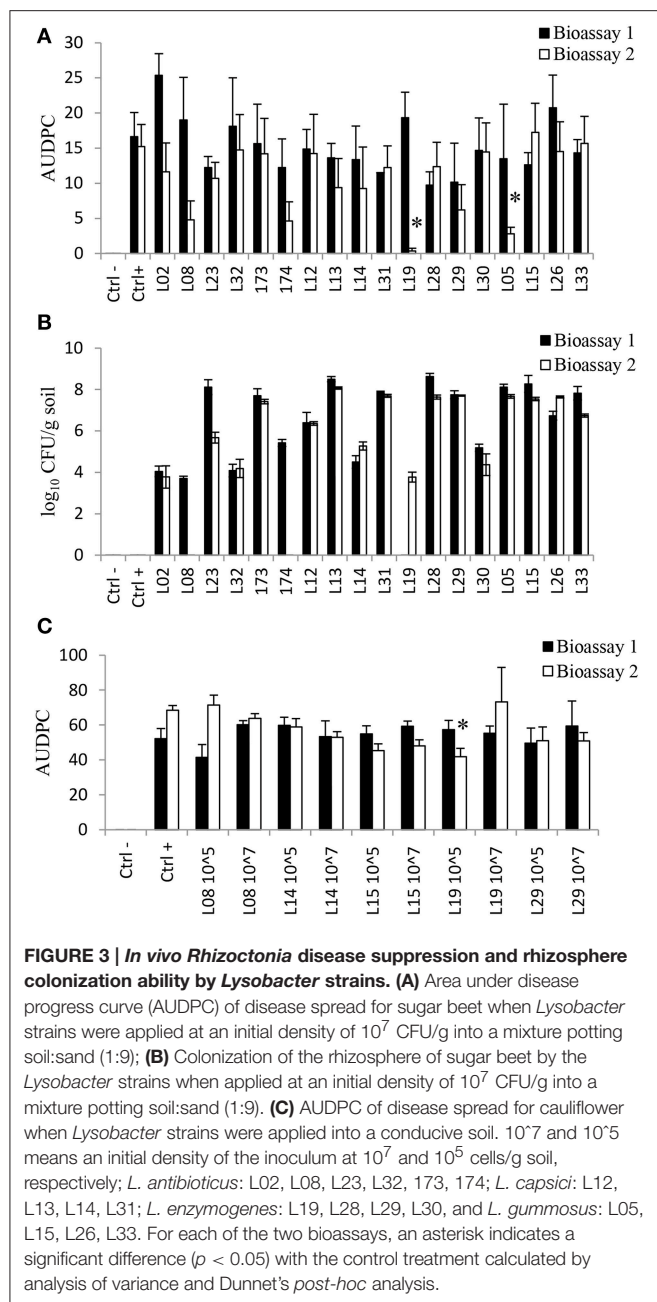 A
Bioassay 1
Bioassay 2
AUDPC
30
25
20
15
10
5
0
Ctrl -
Ctrl+
L02
L08
L23
L32
173
174
L12
L13
L14
L31
L19
L28
L29
L30
L05
L15
L26
L33
*
*
B
Bioassay 1
Bioassay 2
log10 CFU/g soil
10
8
6
4
2
0
Ctrl -
Ctrl +
L02
L08
L23
L32
173
174
L12
L13
L14
L31
L19
L28
L29
L30
L05
L15
L26
L33
C
Bioassay 1
Bioassay 2
AUDPC
100
80
60
40
20
0
Ctrl -
Ctrl +
L08 10^5
L08 10^7
L14 10^5
L14 10^7
L15 10^5
L15 10^7
L19 10^5
L19 10^7
L29 10^5
L29 10^7
*
FIGURE 3 | In vivo Rhizoctonia disease suppression and rhizosphere
colonization ability by Lysobacter strains. (A) Area under disease
progress curve (AUDPC) of disease spread for sugar beet when Lysobacter
strains were applied at an initial density of 10⁷ CFU/g into a mixture potting
soil:sand (1:9); (B) Colonization of the rhizosphere of sugar beet by the
Lysobacter strains when applied at an initial density of 10⁷ CFU/g into a
mixture potting soil:sand (1:9). (C) AUDPC of disease spread for cauliflower
when Lysobacter strains were applied into a conducive soil. 10^7 and 10^5
means an initial density of the inoculum at 10⁷ and 10⁵ cells/g soil,
respectively; L. antibioticus: L02, L08, L23, L32, 173, 174; L. capsici: L12,
L13, L14, L31; L. enzymogenes: L19, L28, L29, L30, and L. gummosus: L05,
L15, L26, L33. For each of the two bioassays, an asterisk indicates a
significant difference (p < 0.05) with the control treatment calculated by
analysis of variance and Dunnet's post-hoc analysis.